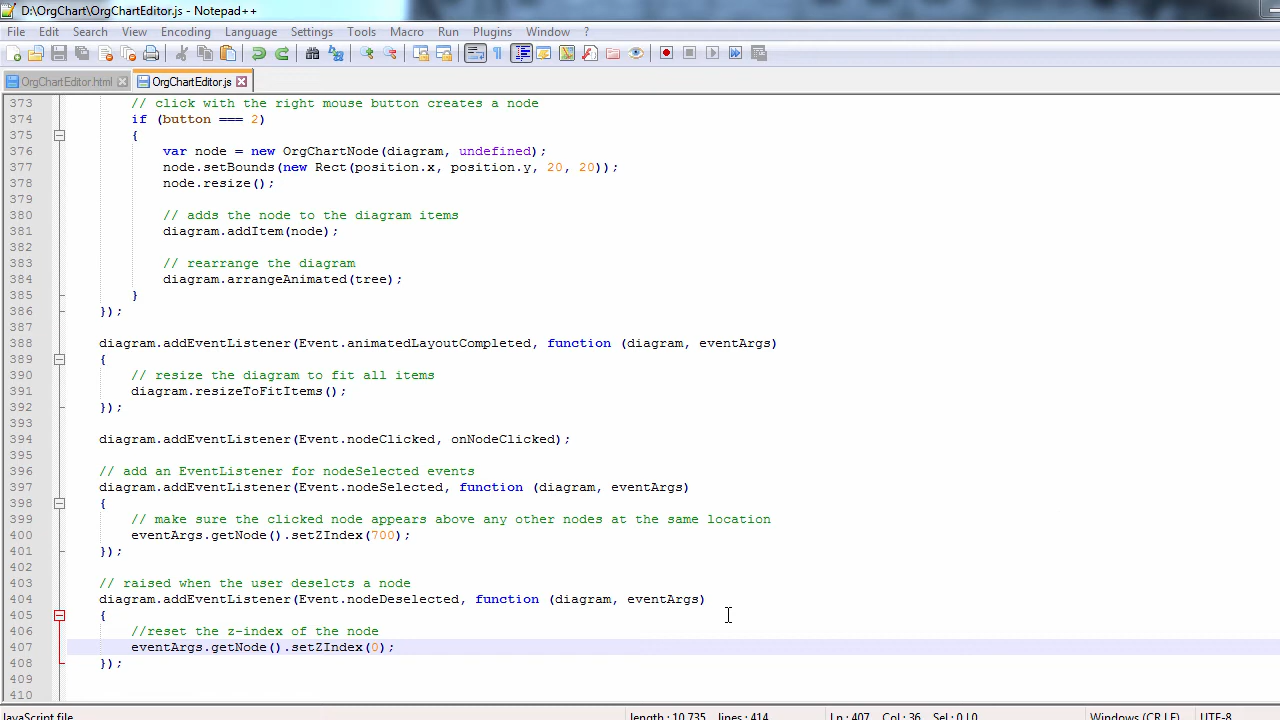 D:\OrgChart\OrgChartEditor.js - Notepad++
File Edit Search View Encoding Language Settings Tools Macro Run Plugins Window ?
OrgChartEditor.html OrgChartEditor.js
373 // click with the right mouse button creates a node
374 if (button === 2)
375 {
376 var node = new OrgChartNode(diagram, undefined);
377 node.setBounds(new Rect(position.x, position.y, 20, 20));
378 node.resize();
379
380 // adds the node to the diagram items
381 diagram.addItem(node);
382
383 // rearrange the diagram
384 diagram.arrangeAnimated(tree);
385 }
386 });
387
388 diagram.addEventListener(Event.animatedLayoutCompleted, function (diagram, eventArgs)
389 {
390 // resize the diagram to fit all items
391 diagram.resizeToFitItems();
392 });
393
394 diagram.addEventListener(Event.nodeClicked, onNodeClicked);
395
396 // add an EventListener for nodeSelected events
397 diagram.addEventListener(Event.nodeSelected, function (diagram, eventArgs)
398 {
399 // make sure the clicked node appears above any other nodes at the same location
400 eventArgs.getNode().setZIndex(700);
401 });
402
403 // raised when the user deselcts a node
404 diagram.addEventListener(Event.nodeDeselected, function (diagram, eventArgs)
405 {
406 //reset the z-index of the node
407 eventArgs.getNode().setZIndex(0);
408 });
409
410
JavaScript file length : 10,735 lines : 414 Ln : 407 Col : 36 Sel : 0 | 0 Windows (CR LF) UTF-8